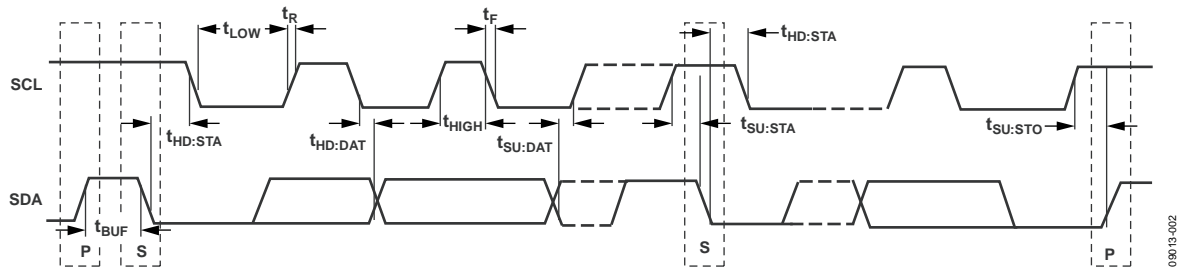 tR
tF
tLOW
tHD:STA
SCL
tHD:STA
tHD:DAT
tHIGH
tSU:DAT
tSU:STA
tSU:STO
SDA
tBUF
P
S
S
P
09013-002